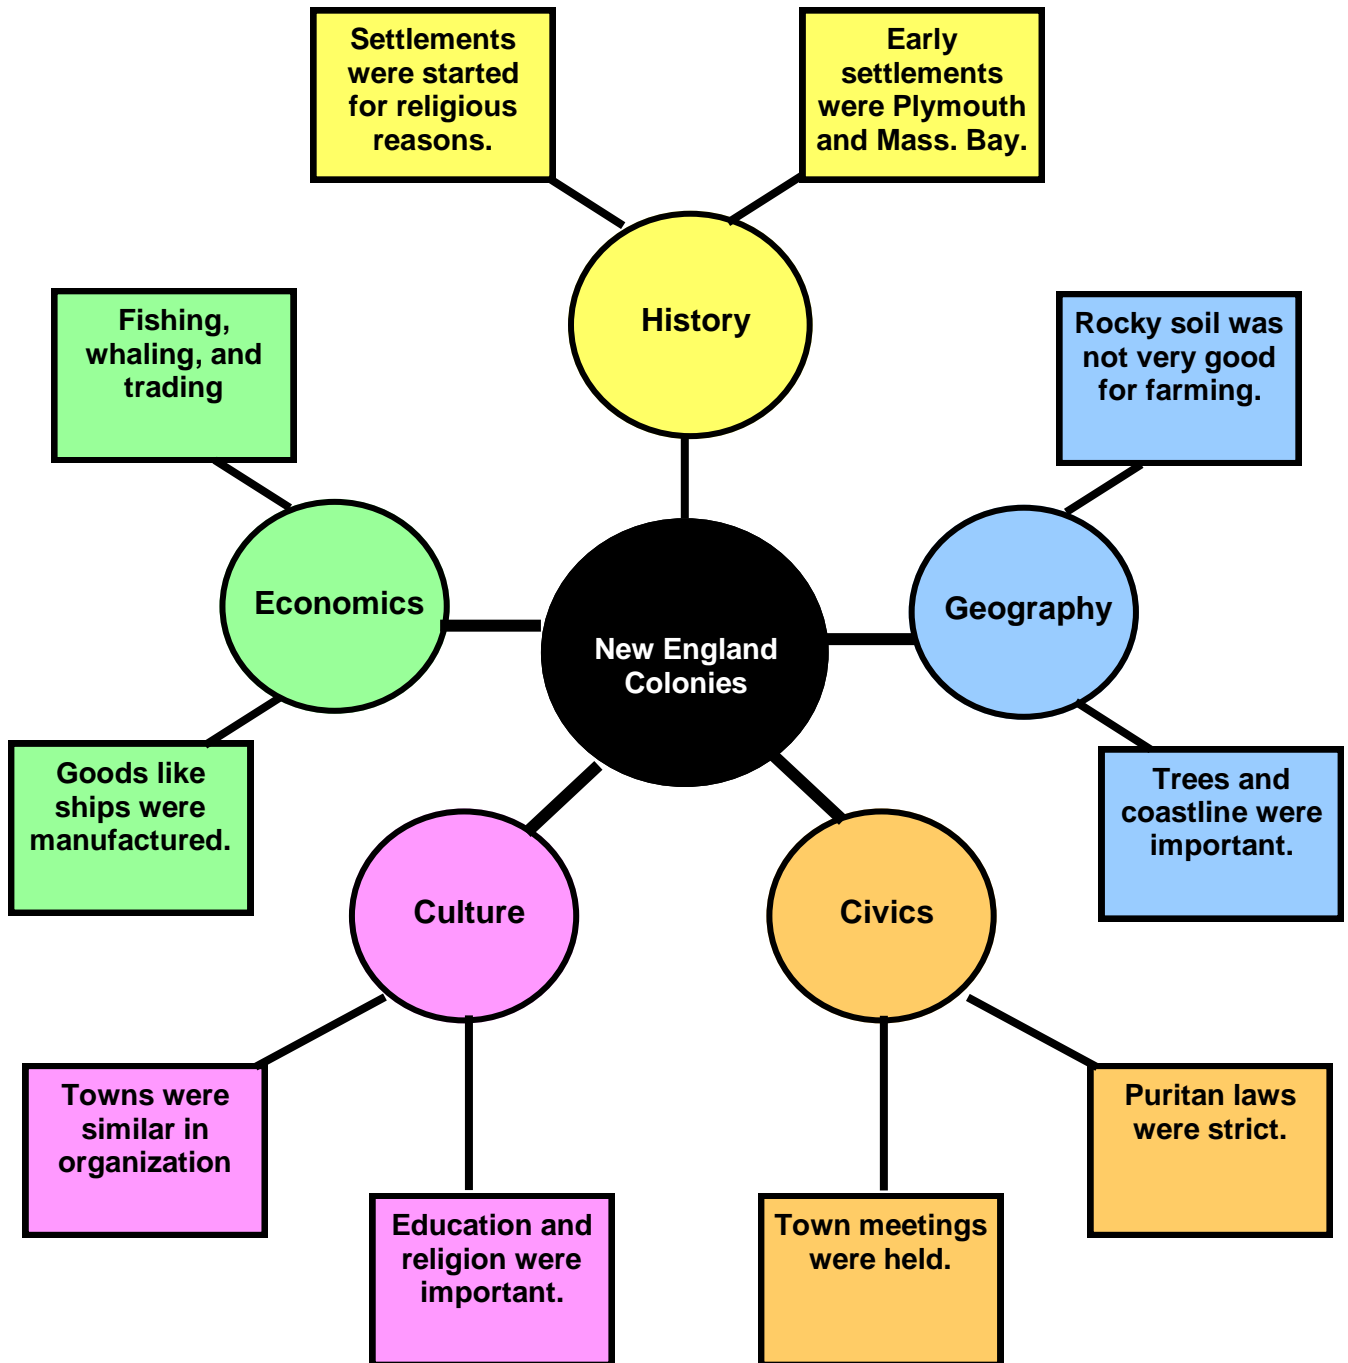 Settlements
were started
for religious
reasons.
Early
settlements
were Plymouth
and Mass. Bay.
History
Fishing,
whaling, and
trading
Rocky soil was
not very good
for farming.
Economics
Geography
New England
Colonies
Goods like
ships were
manufactured.
Trees and
coastline were
important.
Culture
Civics
Towns were
similar in
organization
Puritan laws
were strict.
Education and
religion were
important.
Town meetings
were held.